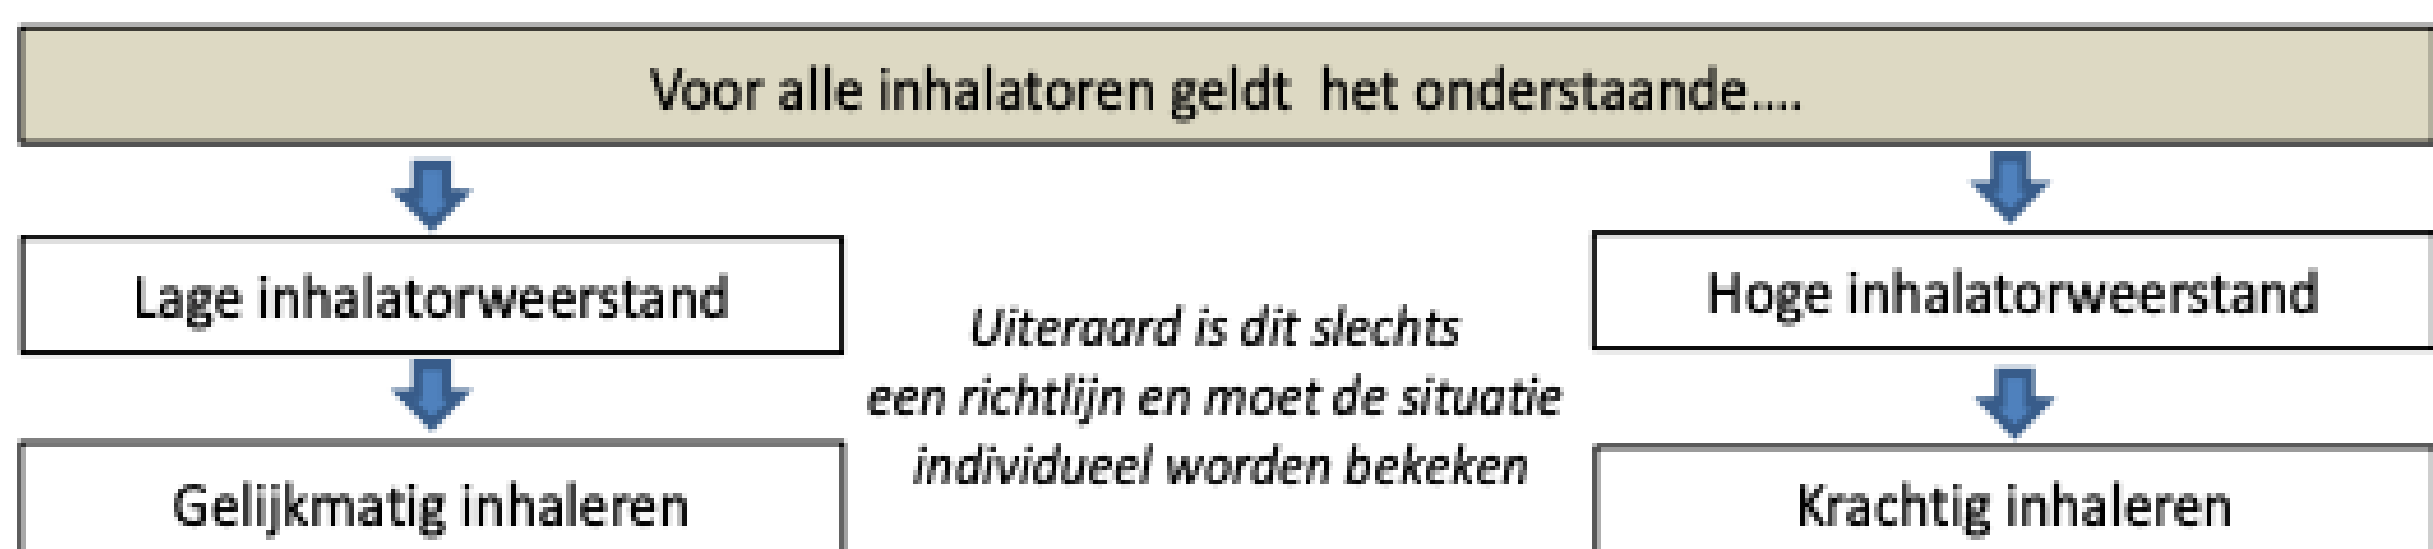 Voor alle inhalatoren geldt  het onderstaande....
Lage inhalatorweerstand
Hoge inhalatorweerstand
Uiteraard is dit slechts
een richtlijn en moet de situatie
individueel worden bekeken
Gelijkmatig inhaleren
Krachtig inhaleren